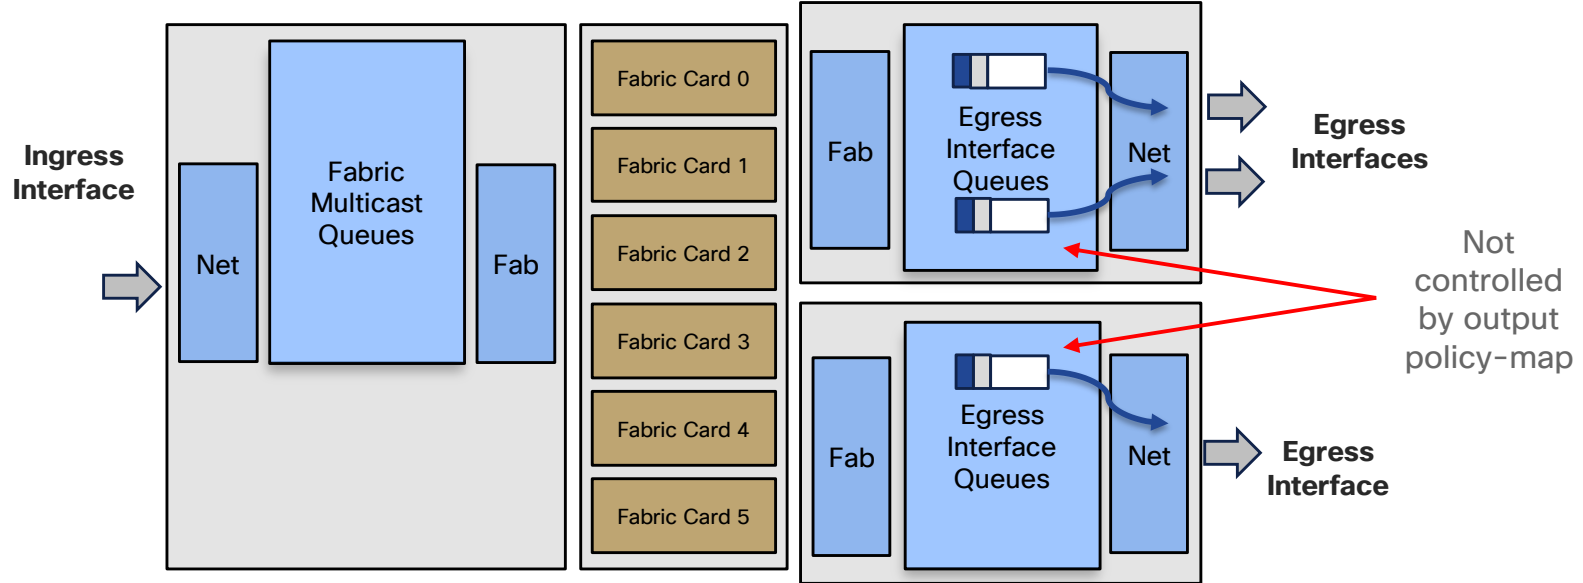 Ingress
Interface
Net
Fabric
Multicast
Queues
Fab
Fabric Card 0
Fabric Card 1
Fabric Card 2
Fabric Card 3
Fabric Card 4
Fabric Card 5
Fab
Egress
Interface
Queues
Net
Egress
Interfaces
Not
controlled
by output
policy-map
Fab
Egress
Interface
Queues
Net
Egress
Interface